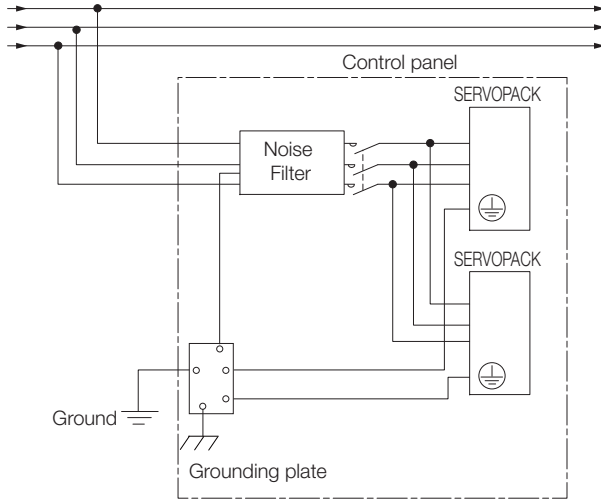 Control panel
SERVOPACK
Noise
Filter
SERVOPACK
Ground
Grounding plate